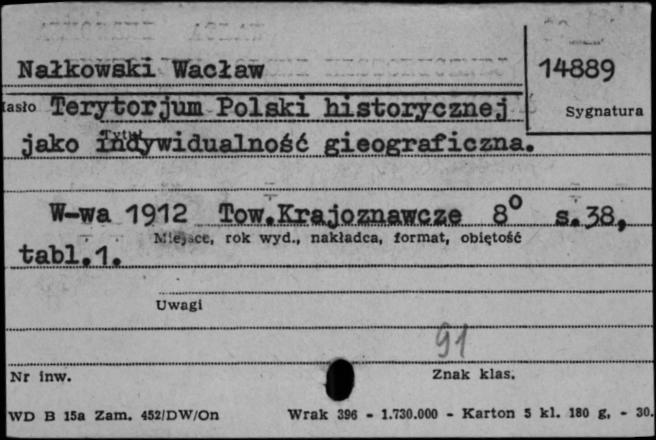 Nałkowski Wacław
14889
Hasło Terytorjum Polski historycznej
Sygnatura
Tytuł
jako indywidualność gieograficzna.
W-wa 1912 Tow.Krajoznawcze 8° s.38,
Miejsce, rok wyd., nakładca, format, objętość
tabl.1.
Uwagi
91
Nr inw.
Znak klas.
WD B 15a Zam. 452/DW/On Wrak 396 - 1.730.000 - Karton 5 kl. 180 g. - 30.